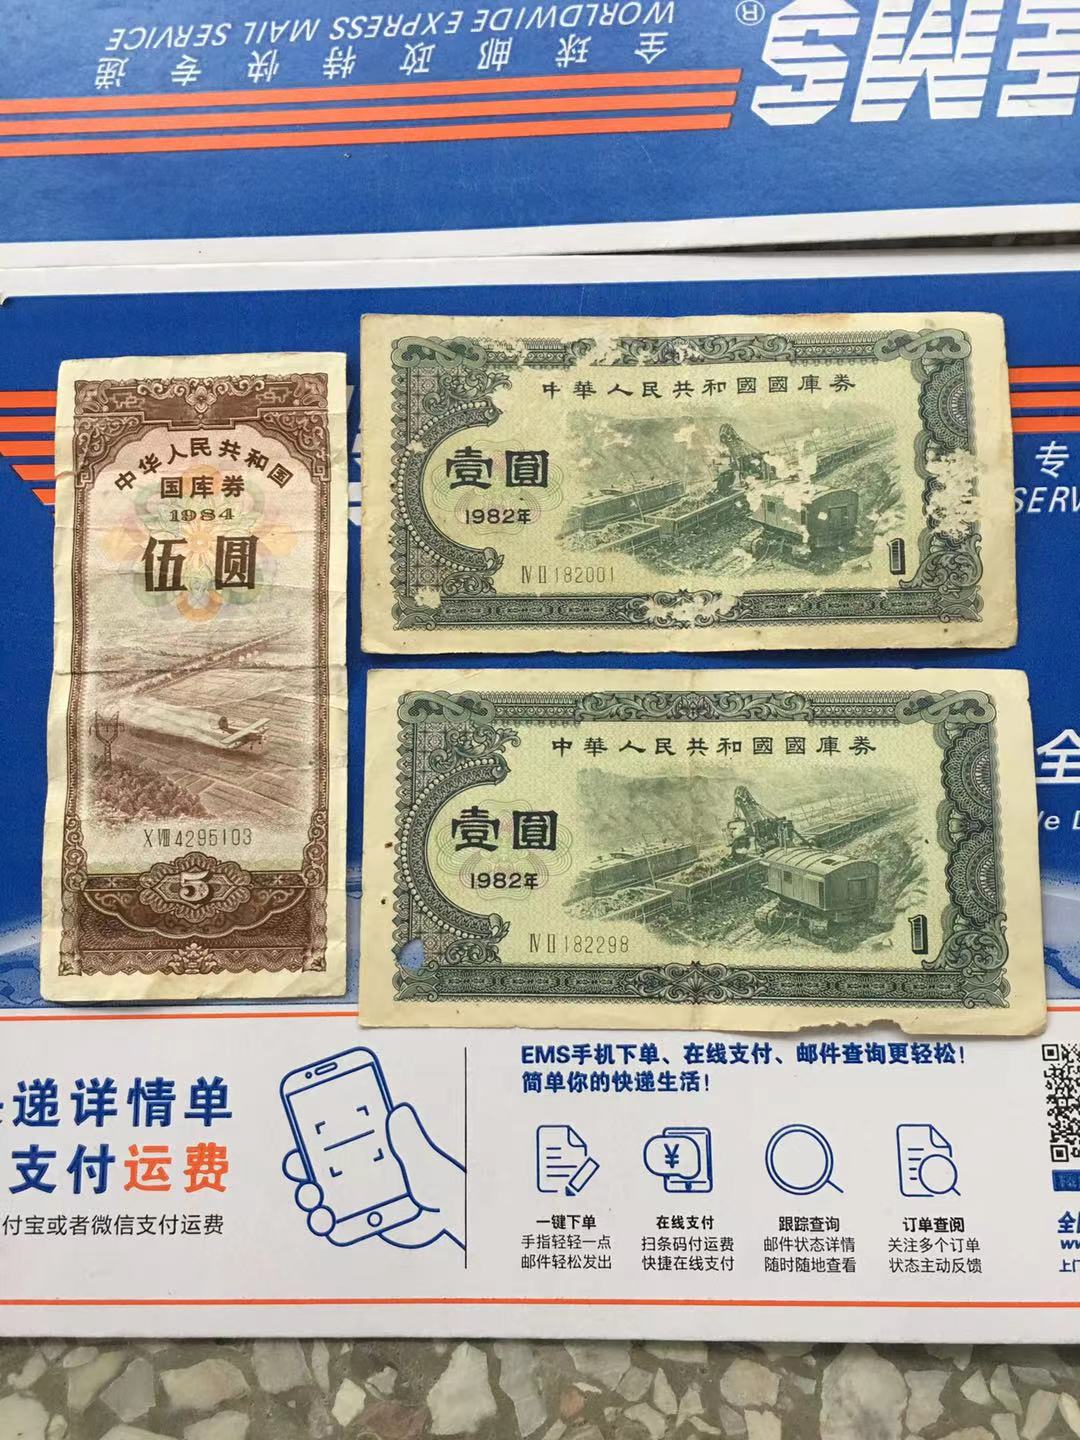 EMS®
WORLDWIDE EXPRESS MAIL SERVICE
全球邮政特快专递
中华人民共和国
国库券
1984
伍圆
XVIII 4295103
5
中華人民共和國國庫券
壹圓
1982年
IV II 182001
1
中華人民共和國國庫券
壹圓
1982年
IV II 182298
1
专
SERV
全
递详情单
支付运费
付宝或者微信支付运费
EMS手机下单、在线支付、邮件查询更轻松!
简单你的快递生活!
一键下单
手指轻轻一点
邮件轻松发出
在线支付
扫条码付运费
快捷在线支付
跟踪查询
邮件状态详情
随时随地查看
订单查阅
关注多个订单
状态主动反馈